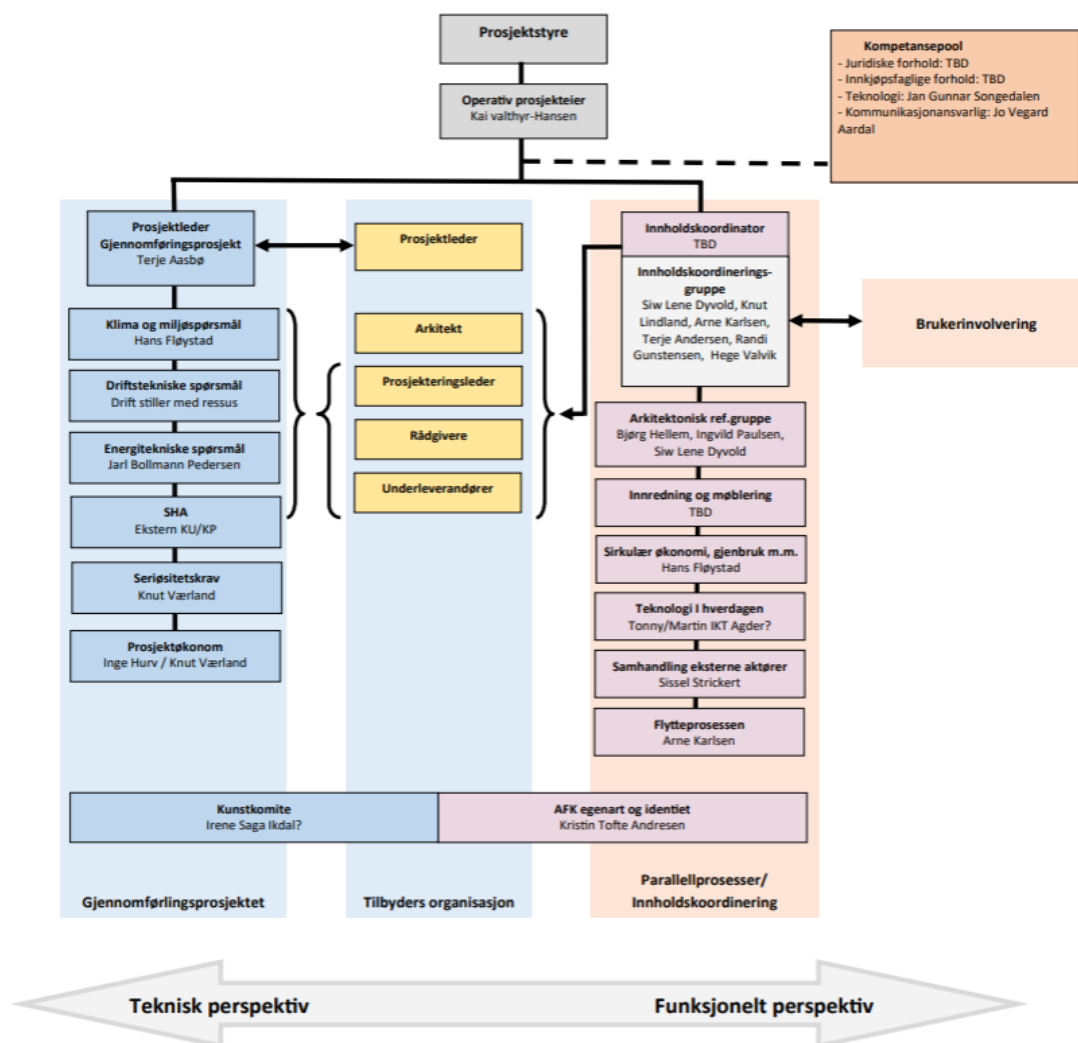 Prosjektstyre
Operativ prosjekteier
Kai valthyr-Hansen
Kompetansepool
- Juridiske forhold: TBD
- Innkjøpsfaglige forhold: TBD
- Teknologi: Jan Gunnar Songedalen
- Kommunikasjonansvarlig: Jo Vegard
Aardal
Prosjektleder
Gjennomføringsprosjekt
Terje Aasbø
Klima og miljøspørsmål
Hans Fløystad
Driftstekniske spørsmål
Drift stiller med ressus
Energitekniske spørsmål
Jarl Bollmann Pedersen
SHA
Ekstern KU/KP
Seriøsitetskrav
Knut Værland
Prosjektøkonom
Inge Hurv / Knut Værland
Prosjektleder
Arkitekt
Prosjekteringsleder
Rådgivere
Underleverandører
Innholdskoordinator
TBD
Innholdskoordinerings-
gruppe
Siw Lene Dyvold, Knut
Lindland, Arne Karlsen,
Terje Andersen, Randi
Gunstensen, Hege Valvik
Brukerinvolvering
Arkitektonisk ref.gruppe
Bjørg Hellem, Ingvild Paulsen,
Siw Lene Dyvold
Innredning og møblering
TBD
Sirkulær økonomi, gjenbruk m.m.
Hans Fløystad
Teknologi I hverdagen
Tonny/Martin IKT Agder?
Samhandling eksterne aktører
Sissel Strickert
Flytteprosessen
Arne Karlsen
Kunstkomite
Irene Saga Ikdal?
AFK egenart og identiet
Kristin Tofte Andresen
Gjennomførlingsprosjektet
Tilbyders organisasjon
Parallellprosesser/
Innholdskoordinering
Teknisk perspektiv
Funksjonelt perspektiv